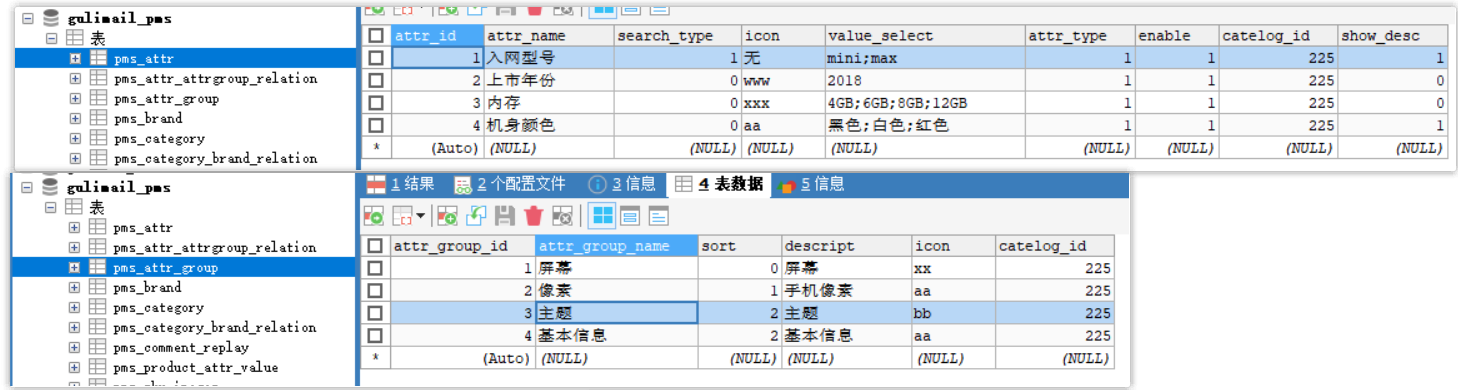 gulimail_pms
表
pms_attr
pms_attr_attrgroup_relation
pms_attr_group
pms_brand
pms_category
pms_category_brand_relation
attr_id attr_name search_type icon value_select attr_type enable catelog_id show_desc
1 入网型号 1 无 mini;max 1 1 225 1
2 上市年份 0 www 2018 1 1 225 0
3 内存 0 xxx 4GB;6GB;8GB;12GB 1 1 225 0
4 机身颜色 0 aa 黑色;白色;红色 1 1 225 1
* (Auto) (NULL) (NULL) (NULL) (NULL) (NULL) (NULL) (NULL) (NULL)
gulimail_pms
表
pms_attr
pms_attr_attrgroup_relation
pms_attr_group
pms_brand
pms_category
pms_category_brand_relation
pms_comment_replay
pms_product_attr_value
1 结果 2 个配置文件 3 信息 4 表数据 5 信息
attr_group_id attr_group_name sort descript icon catelog_id
1 屏幕 0 屏幕 xx 225
2 像素 1 手机像素 aa 225
3 主题 2 主题 bb 225
4 基本信息 2 基本信息 aa 225
* (Auto) (NULL) (NULL) (NULL) (NULL) (NULL)